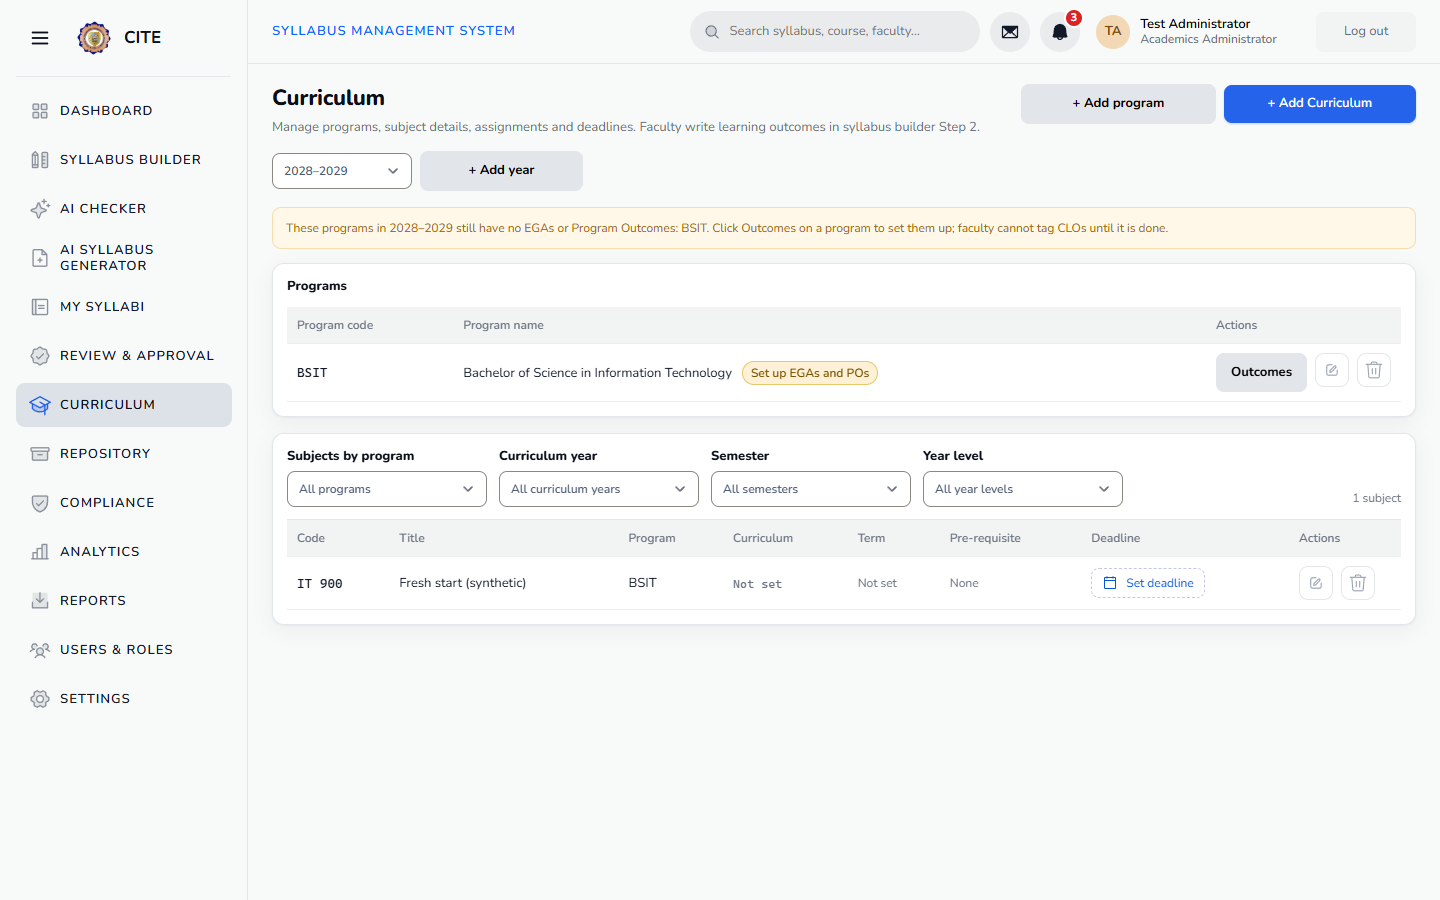 CITE
SYLLABUS MANAGEMENT SYSTEM
Search syllabus, course, faculty...
3
TA
Test Administrator
Academics Administrator
Log out
DASHBOARD
SYLLABUS BUILDER
AI CHECKER
AI SYLLABUS
GENERATOR
MY SYLLABI
REVIEW & APPROVAL
CURRICULUM
REPOSITORY
COMPLIANCE
ANALYTICS
REPORTS
USERS & ROLES
SETTINGS
Curriculum
Manage programs, subject details, assignments and deadlines. Faculty write learning outcomes in syllabus builder Step 2.
+ Add program
+ Add Curriculum
2028–2029
+ Add year
These programs in 2028–2029 still have no EGAs or Program Outcomes: BSIT. Click Outcomes on a program to set them up; faculty cannot tag CLOs until it is done.
Programs
Program code Program name Actions
BSIT Bachelor of Science in Information Technology Set up EGAs and POs Outcomes
Subjects by program Curriculum year Semester Year level
All programs All curriculum years All semesters All year levels
1 subject
Code Title Program Curriculum Term Pre-requisite Deadline Actions
IT 900 Fresh start (synthetic) BSIT Not set Not set None Set deadline